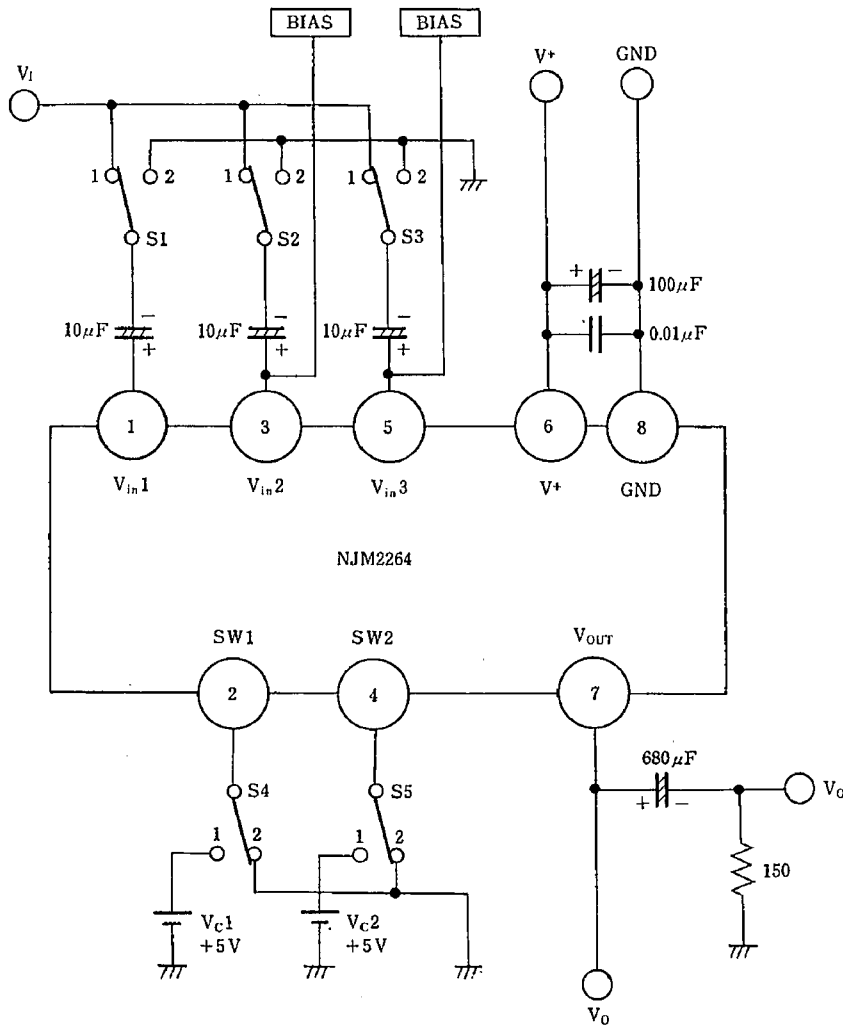 BIAS BIAS
V+ GND
VI
1 2 1 2 1 2
S1 S2 S3
+ − 100μF
− − −
10μF 10μF 10μF 0.01μF
+ + +
1 3 5 6 8
Vin1 Vin2 Vin3 V+ GND
NJM2264
SW1 SW2 VOUT
2 4 7
680μF
S4 S5 + − Vo
1 2 1 2
150
VC1 VC2
+5V +5V
Vo